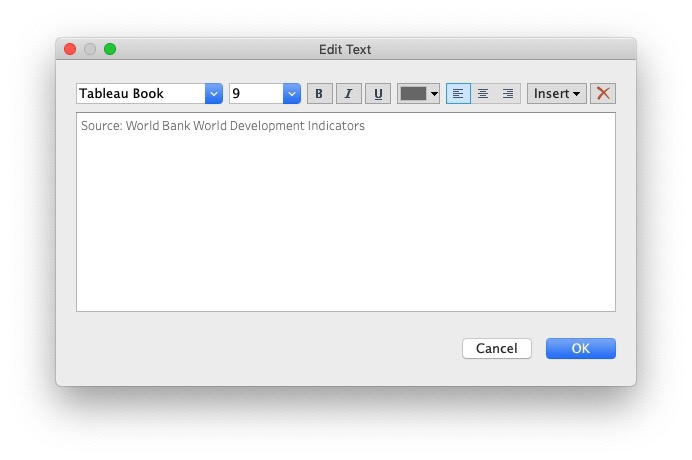 Edit Text
Tableau Book 9 B I U Insert
Source: World Bank World Development Indicators
Cancel OK